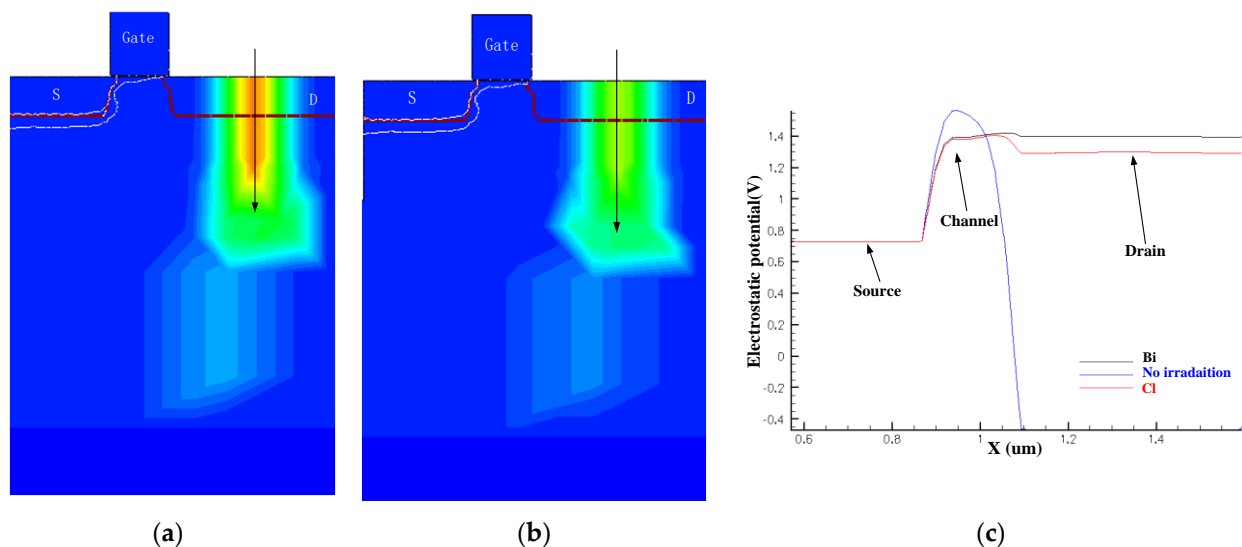 Gate
S
D
(a)
Gate
S
D
(b)
Electrostatic potential(V)
1.4
1.2
1
0.8
0.6
0.4
0.2
0
-0.2
-0.4
0.6
0.8
1
1.2
1.4
X (um)
Source
Channel
Drain
Bi
No irradaition
Cl
(c)